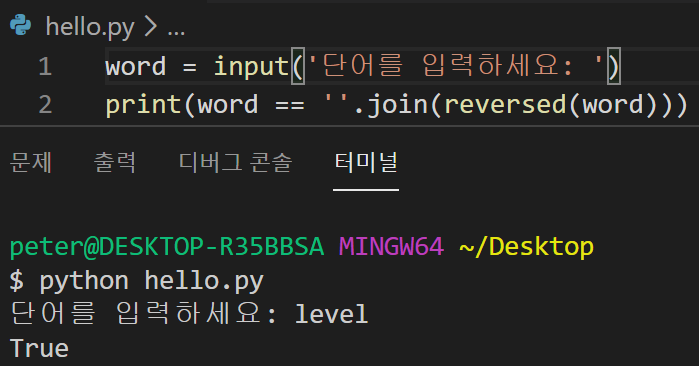 hello.py > ...
1 word = input('단어를 입력하세요: ')
2 print(word == ''.join(reversed(word)))
문제 출력 디버그 콘솔 터미널
peter@DESKTOP-R35BBSA MINGW64 ~/Desktop
$ python hello.py
단어를 입력하세요: level
True